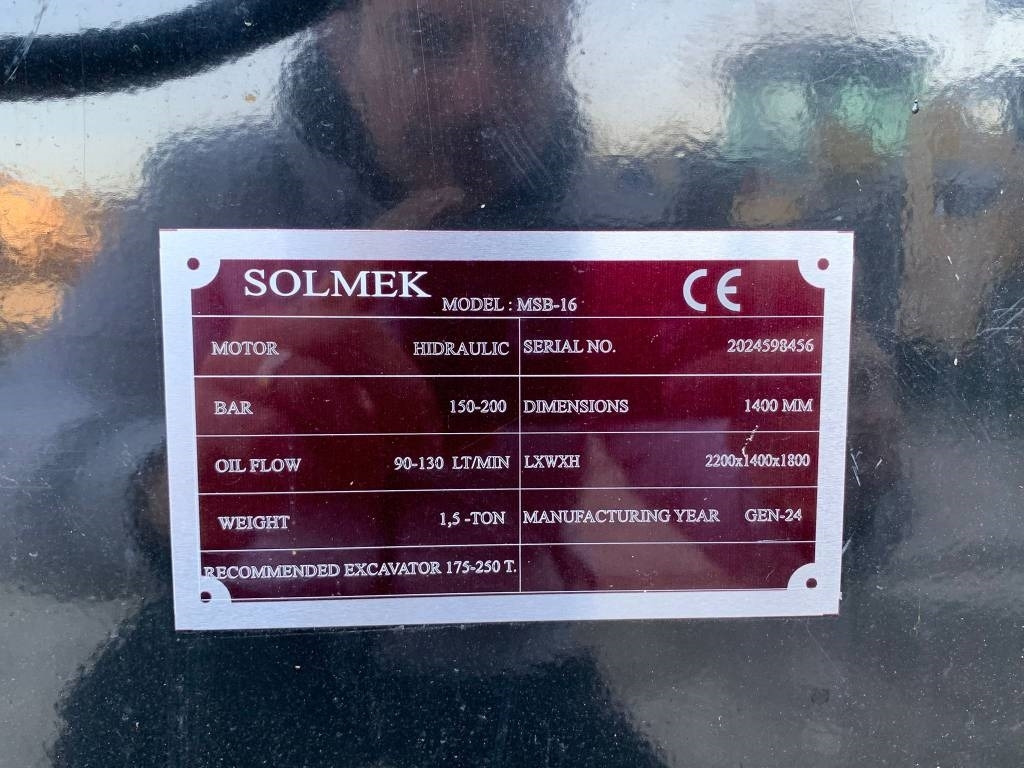 SOLMEK MODEL : MSB-16 CE
MOTOR HIDRAULIC SERIAL NO. 2024598456
BAR 150-200 DIMENSIONS 1400 MM
OIL FLOW 90-130 LT/MIN LXWXH 2200x1400x1800
WEIGHT 1,5 -TON MANUFACTURING YEAR GEN-24
RECOMMENDED EXCAVATOR 175-250 T.